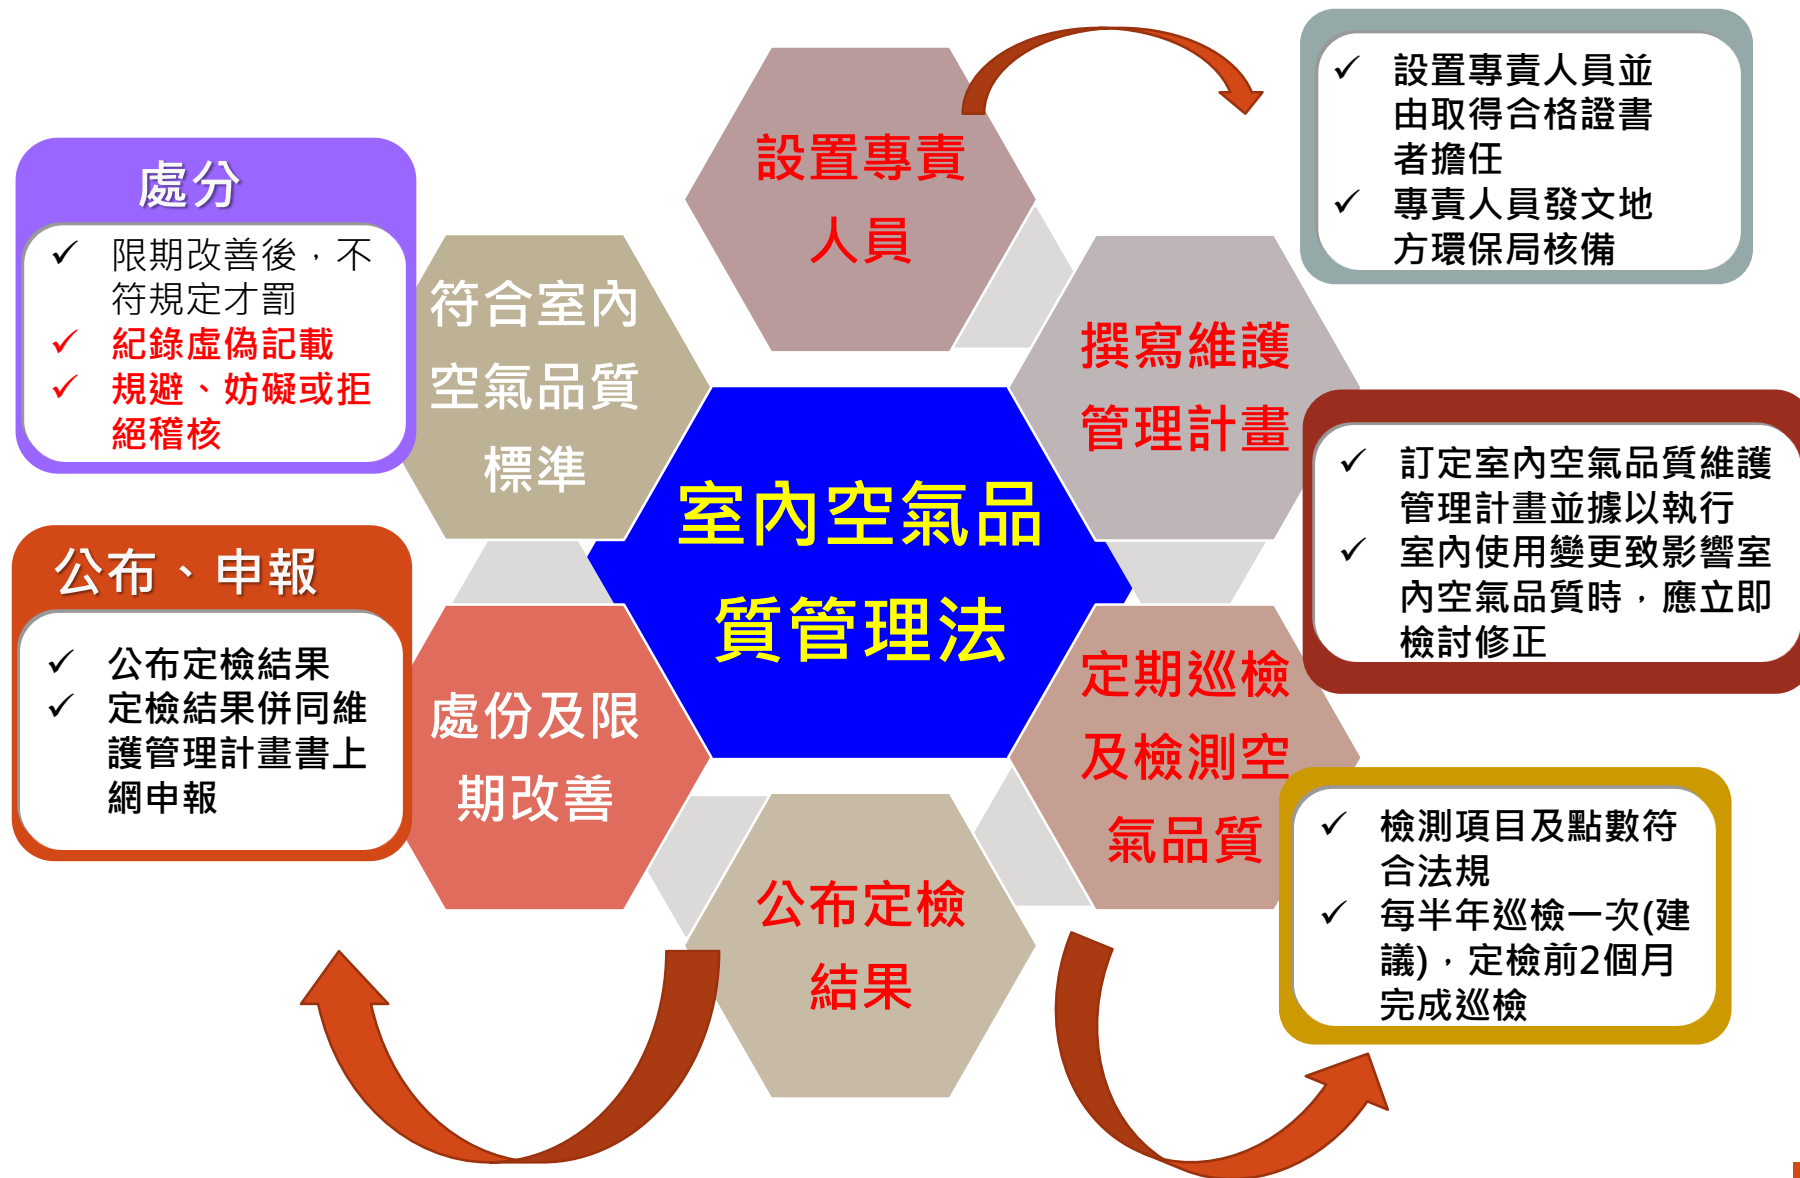 設置專責
人員
設置專責人員並
由取得合格證書
者擔任
專責人員發文地
方環保局核備
處分
限期改善後，不
符規定才罰
紀錄虛偽記載
規避、妨礙或拒
絕稽核
符合室內
空氣品質
標準
撰寫維護
管理計畫
室內空氣品
質管理法
訂定室內空氣品質維護
管理計畫並據以執行
室內使用變更致影響室
內空氣品質時，應立即
檢討修正
公布、申報
公布定檢結果
定檢結果併同維
護管理計畫書上
網申報
處份及限
期改善
定期巡檢
及檢測空
氣品質
檢測項目及點數符
合法規
每半年巡檢一次(建
議)，定檢前2個月
完成巡檢
公布定檢
結果